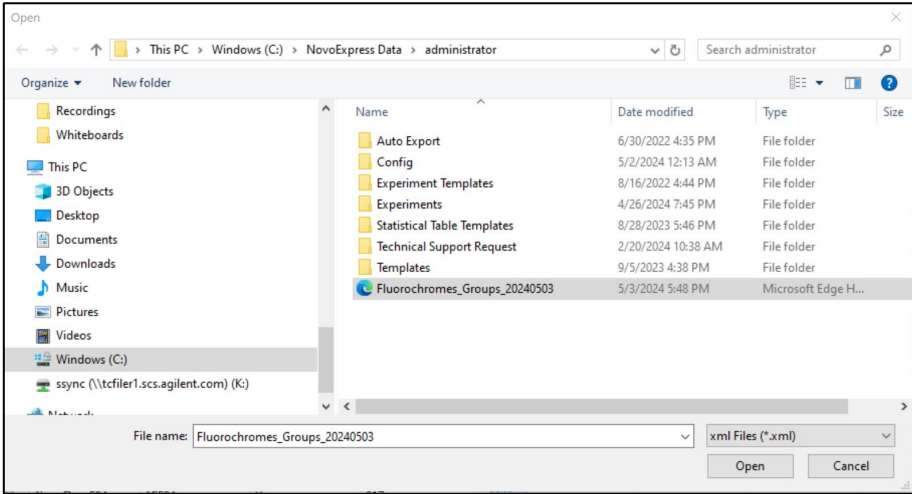 Open
This PC > Windows (C:) > NovoExpress Data > administrator
Search administrator
Organize
New folder
Recordings
Whiteboards
This PC
3D Objects
Desktop
Documents
Downloads
Music
Pictures
Videos
Windows (C:)
ssync (\\tcfiler1.scs.agilent.com) (K:)
Name Date modified Type Size
Auto Export 6/30/2022 4:35 PM File folder
Config 5/2/2024 12:13 AM File folder
Experiment Templates 8/16/2022 4:44 PM File folder
Experiments 4/26/2024 7:45 PM File folder
Statistical Table Templates 8/28/2023 5:46 PM File folder
Technical Support Request 2/20/2024 10:38 AM File folder
Templates 9/5/2023 4:38 PM File folder
Fluorochromes_Groups_20240503 5/3/2024 5:48 PM Microsoft Edge H...
File name: Fluorochromes_Groups_20240503
xml Files (*.xml)
Open Cancel